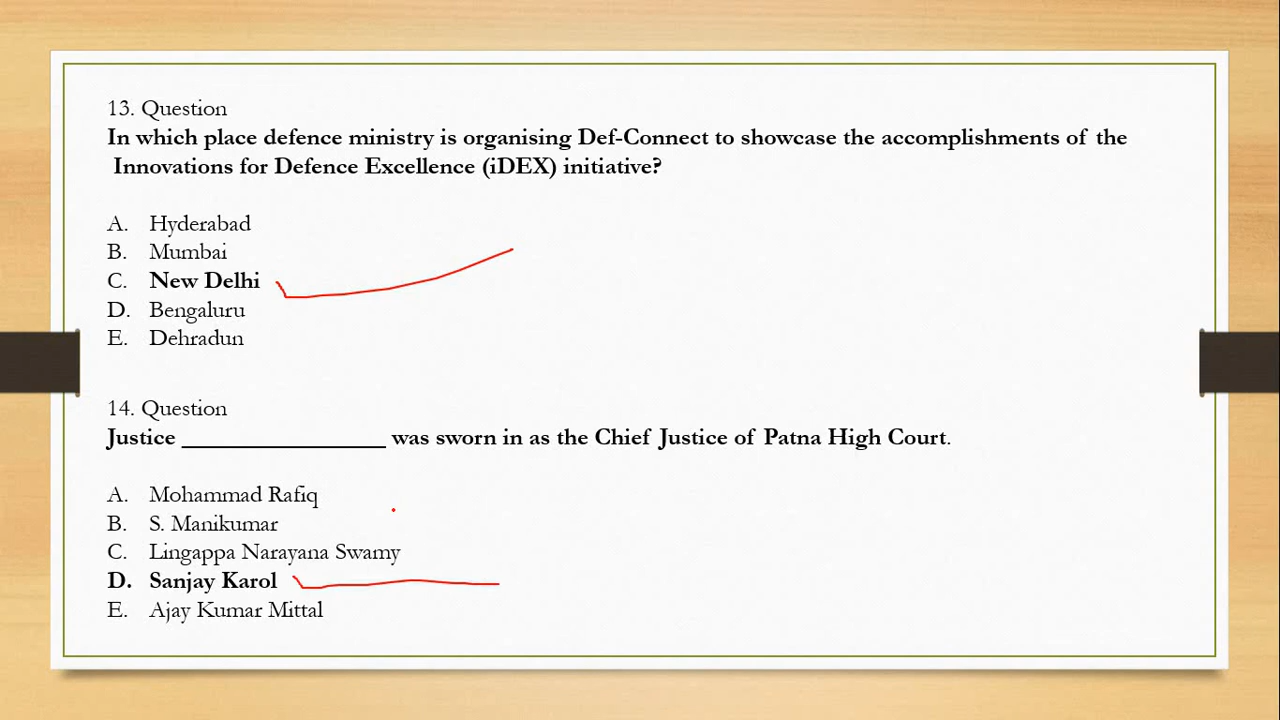 13. Question
In which place defence ministry is organising Def-Connect to showcase the accomplishments of the
Innovations for Defence Excellence (iDEX) initiative?
A. Hyderabad
B. Mumbai
C. New Delhi
D. Bengaluru
E. Dehradun
14. Question
Justice _________________ was sworn in as the Chief Justice of Patna High Court.
A. Mohammad Rafiq
B. S. Manikumar
C. Lingappa Narayana Swamy
D. Sanjay Karol
E. Ajay Kumar Mittal